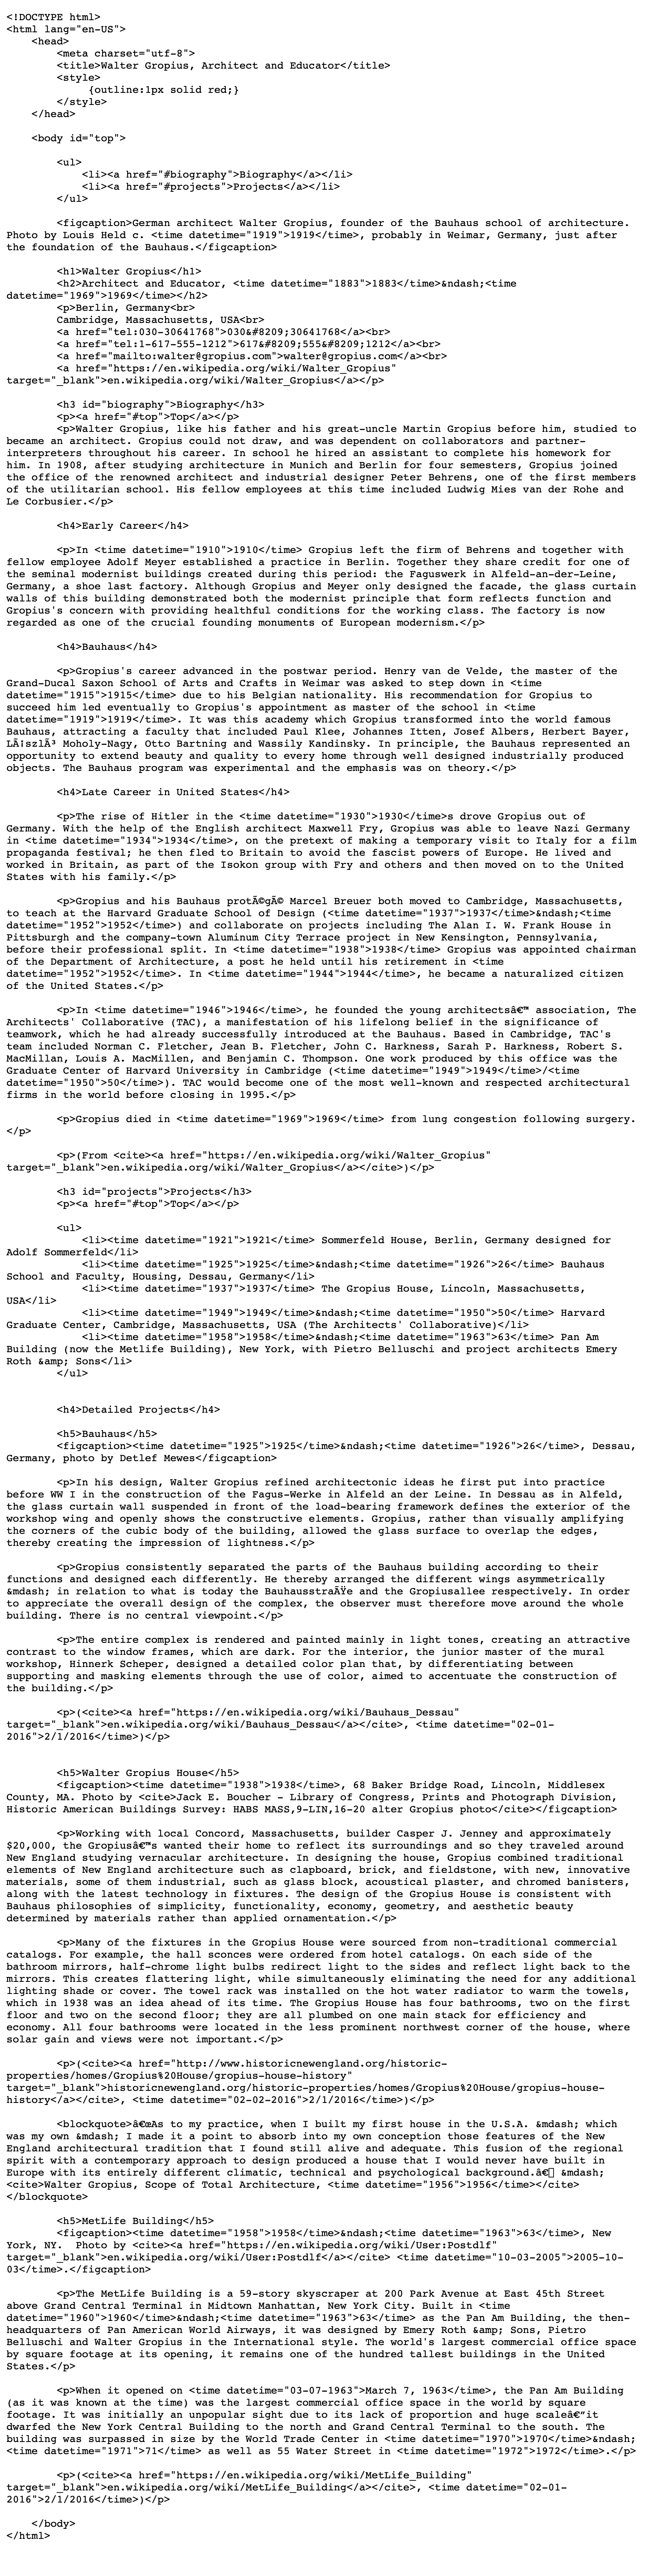 <!DOCTYPE html>
<html lang="en-US">
    <head>
        <meta charset="utf-8">
        <title>Walter Gropius, Architect and Educator</title>
        <style>
             {outline:1px solid red;}
        </style>
    </head>

    <body id="top">

        <ul>
            <li><a href="#biography">Biography</a></li>
            <li><a href="#projects">Projects</a></li>
        </ul>

        <figcaption>German architect Walter Gropius, founder of the Bauhaus school of architecture.
Photo by Louis Held c. <time datetime="1919">1919</time>, probably in Weimar, Germany, just after
the foundation of the Bauhaus.</figcaption>

        <h1>Walter Gropius</h1>
        <h2>Architect and Educator, <time datetime="1883">1883</time>&ndash;<time
datetime="1969">1969</time></h2>
        <p>Berlin, Germany<br>
        Cambridge, Massachusetts, USA<br>
        <a href="tel:030-30641768">030&#8209;30641768</a><br>
        <a href="tel:1-617-555-1212">617&#8209;555&#8209;1212</a><br>
        <a href="mailto:walter@gropius.com">walter@gropius.com</a><br>
        <a href="https://en.wikipedia.org/wiki/Walter_Gropius"
target="_blank">en.wikipedia.org/wiki/Walter_Gropius</a></p>

        <h3 id="biography">Biography</h3>
        <p><a href="#top">Top</a></p>
        <p>Walter Gropius, like his father and his great-uncle Martin Gropius before him, studied to
became an architect. Gropius could not draw, and was dependent on collaborators and partner-
interpreters throughout his career. In school he hired an assistant to complete his homework for
him. In 1908, after studying architecture in Munich and Berlin for four semesters, Gropius joined
the office of the renowned architect and industrial designer Peter Behrens, one of the first members
of the utilitarian school. His fellow employees at this time included Ludwig Mies van der Rohe and
Le Corbusier.</p>

        <h4>Early Career</h4>

        <p>In <time datetime="1910">1910</time> Gropius left the firm of Behrens and together with
fellow employee Adolf Meyer established a practice in Berlin. Together they share credit for one of
the seminal modernist buildings created during this period: the Faguswerk in Alfeld-an-der-Leine,
Germany, a shoe last factory. Although Gropius and Meyer only designed the facade, the glass curtain
walls of this building demonstrated both the modernist principle that form reflects function and
Gropius's concern with providing healthful conditions for the working class. The factory is now
regarded as one of the crucial founding monuments of European modernism.</p>

        <h4>Bauhaus</h4>

        <p>Gropius's career advanced in the postwar period. Henry van de Velde, the master of the
Grand-Ducal Saxon School of Arts and Crafts in Weimar was asked to step down in <time
datetime="1915">1915</time> due to his Belgian nationality. His recommendation for Gropius to
succeed him led eventually to Gropius's appointment as master of the school in <time
datetime="1919">1919</time>. It was this academy which Gropius transformed into the world famous
Bauhaus, attracting a faculty that included Paul Klee, Johannes Itten, Josef Albers, Herbert Bayer,
LÃ¡szlÃ³ Moholy-Nagy, Otto Bartning and Wassily Kandinsky. In principle, the Bauhaus represented an
opportunity to extend beauty and quality to every home through well designed industrially produced
objects. The Bauhaus program was experimental and the emphasis was on theory.</p>

        <h4>Late Career in United States</h4>

        <p>The rise of Hitler in the <time datetime="1930">1930</time>s drove Gropius out of
Germany. With the help of the English architect Maxwell Fry, Gropius was able to leave Nazi Germany
in <time datetime="1934">1934</time>, on the pretext of making a temporary visit to Italy for a film
propaganda festival; he then fled to Britain to avoid the fascist powers of Europe. He lived and
worked in Britain, as part of the Isokon group with Fry and others and then moved on to the United
States with his family.</p>

        <p>Gropius and his Bauhaus protÃ©gÃ© Marcel Breuer both moved to Cambridge, Massachusetts,
to teach at the Harvard Graduate School of Design (<time datetime="1937">1937</time>&ndash;<time
datetime="1952">1952</time>) and collaborate on projects including The Alan I. W. Frank House in
Pittsburgh and the company-town Aluminum City Terrace project in New Kensington, Pennsylvania,
before their professional split. In <time datetime="1938">1938</time> Gropius was appointed chairman
of the Department of Architecture, a post he held until his retirement in <time
datetime="1952">1952</time>. In <time datetime="1944">1944</time>, he became a naturalized citizen
of the United States.</p>

        <p>In <time datetime="1946">1946</time>, he founded the young architectsâ€™ association, The
Architects' Collaborative (TAC), a manifestation of his lifelong belief in the significance of
teamwork, which he had already successfully introduced at the Bauhaus. Based in Cambridge, TAC's
team included Norman C. Fletcher, Jean B. Fletcher, John C. Harkness, Sarah P. Harkness, Robert S.
MacMillan, Louis A. MacMillen, and Benjamin C. Thompson. One work produced by this office was the
Graduate Center of Harvard University in Cambridge (<time datetime="1949">1949</time>/<time
datetime="1950">50</time>). TAC would become one of the most well-known and respected architectural
firms in the world before closing in 1995.</p>

        <p>Gropius died in <time datetime="1969">1969</time> from lung congestion following surgery.
</p>

        <p>(From <cite><a href="https://en.wikipedia.org/wiki/Walter_Gropius"
target="_blank">en.wikipedia.org/wiki/Walter_Gropius</a></cite>)</p>

        <h3 id="projects">Projects</h3>
        <p><a href="#top">Top</a></p>

        <ul>
            <li><time datetime="1921">1921</time> Sommerfeld House, Berlin, Germany designed for
Adolf Sommerfeld</li>
            <li><time datetime="1925">1925</time>&ndash;<time datetime="1926">26</time> Bauhaus
School and Faculty, Housing, Dessau, Germany</li>
            <li><time datetime="1937">1937</time> The Gropius House, Lincoln, Massachusetts,
USA</li>
            <li><time datetime="1949">1949</time>&ndash;<time datetime="1950">50</time> Harvard
Graduate Center, Cambridge, Massachusetts, USA (The Architects' Collaborative)</li>
            <li><time datetime="1958">1958</time>&ndash;<time datetime="1963">63</time> Pan Am
Building (now the Metlife Building), New York, with Pietro Belluschi and project architects Emery
Roth &amp; Sons</li>
        </ul>


        <h4>Detailed Projects</h4>

        <h5>Bauhaus</h5>
        <figcaption><time datetime="1925">1925</time>&ndash;<time datetime="1926">26</time>, Dessau,
Germany, photo by Detlef Mewes</figcaption>

        <p>In his design, Walter Gropius refined architectonic ideas he first put into practice
before WW I in the construction of the Fagus-Werke in Alfeld an der Leine. In Dessau as in Alfeld,
the glass curtain wall suspended in front of the load-bearing framework defines the exterior of the
workshop wing and openly shows the constructive elements. Gropius, rather than visually amplifying
the corners of the cubic body of the building, allowed the glass surface to overlap the edges,
thereby creating the impression of lightness.</p>

        <p>Gropius consistently separated the parts of the Bauhaus building according to their
functions and designed each differently. He thereby arranged the different wings asymmetrically
&mdash; in relation to what is today the BauhausstraÃŸe and the Gropiusallee respectively. In order
to appreciate the overall design of the complex, the observer must therefore move around the whole
building. There is no central viewpoint.</p>

        <p>The entire complex is rendered and painted mainly in light tones, creating an attractive
contrast to the window frames, which are dark. For the interior, the junior master of the mural
workshop, Hinnerk Scheper, designed a detailed color plan that, by differentiating between
supporting and masking elements through the use of color, aimed to accentuate the construction of
the building.</p>

        <p>(<cite><a href="https://en.wikipedia.org/wiki/Bauhaus_Dessau"
target="_blank">en.wikipedia.org/wiki/Bauhaus_Dessau</a></cite>, <time datetime="02-01-
2016">2/1/2016</time>)</p>


        <h5>Walter Gropius House</h5>
        <figcaption><time datetime="1938">1938</time>, 68 Baker Bridge Road, Lincoln, Middlesex
County, MA. Photo by <cite>Jack E. Boucher - Library of Congress, Prints and Photograph Division,
Historic American Buildings Survey: HABS MASS,9-LIN,16-20 alter Gropius photo</cite></figcaption>

        <p>Working with local Concord, Massachusetts, builder Casper J. Jenney and approximately
$20,000, the Gropiusâ€™s wanted their home to reflect its surroundings and so they traveled around
New England studying vernacular architecture. In designing the house, Gropius combined traditional
elements of New England architecture such as clapboard, brick, and fieldstone, with new, innovative
materials, some of them industrial, such as glass block, acoustical plaster, and chromed banisters,
along with the latest technology in fixtures. The design of the Gropius House is consistent with
Bauhaus philosophies of simplicity, functionality, economy, geometry, and aesthetic beauty
determined by materials rather than applied ornamentation.</p>

        <p>Many of the fixtures in the Gropius House were sourced from non-traditional commercial
catalogs. For example, the hall sconces were ordered from hotel catalogs. On each side of the
bathroom mirrors, half-chrome light bulbs redirect light to the sides and reflect light back to the
mirrors. This creates flattering light, while simultaneously eliminating the need for any additional
lighting shade or cover. The towel rack was installed on the hot water radiator to warm the towels,
which in 1938 was an idea ahead of its time. The Gropius House has four bathrooms, two on the first
floor and two on the second floor; they are all plumbed on one main stack for efficiency and
economy. All four bathrooms were located in the less prominent northwest corner of the house, where
solar gain and views were not important.</p>

        <p>(<cite><a href="http://www.historicnewengland.org/historic-
properties/homes/Gropius%20House/gropius-house-history"
target="_blank">historicnewengland.org/historic-properties/homes/Gropius%20House/gropius-house-
history</a></cite>, <time datetime="02-02-2016">2/1/2016</time>)</p>

        <blockquote>â€œAs to my practice, when I built my first house in the U.S.A. &mdash; which
was my own &mdash; I made it a point to absorb into my own conception those features of the New
England architectural tradition that I found still alive and adequate. This fusion of the regional
spirit with a contemporary approach to design produced a house that I would never have built in
Europe with its entirely different climatic, technical and psychological background.â€ &mdash;
<cite>Walter Gropius, Scope of Total Architecture, <time datetime="1956">1956</time></cite>
</blockquote>

        <h5>MetLife Building</h5>
        <figcaption><time datetime="1958">1958</time>&ndash;<time datetime="1963">63</time>, New
York, NY.  Photo by <cite><a href="https://en.wikipedia.org/wiki/User:Postdlf"
target="_blank">en.wikipedia.org/wiki/User:Postdlf</a></cite> <time datetime="10-03-2005">2005-10-
03</time>.</figcaption>

        <p>The MetLife Building is a 59-story skyscraper at 200 Park Avenue at East 45th Street
above Grand Central Terminal in Midtown Manhattan, New York City. Built in <time
datetime="1960">1960</time>&ndash;<time datetime="1963">63</time> as the Pan Am Building, the then-
headquarters of Pan American World Airways, it was designed by Emery Roth &amp; Sons, Pietro
Belluschi and Walter Gropius in the International style. The world's largest commercial office space
by square footage at its opening, it remains one of the hundred tallest buildings in the United
States.</p>

        <p>When it opened on <time datetime="03-07-1963">March 7, 1963</time>, the Pan Am Building
(as it was known at the time) was the largest commercial office space in the world by square
footage. It was initially an unpopular sight due to its lack of proportion and huge scaleâ€”it
dwarfed the New York Central Building to the north and Grand Central Terminal to the south. The
building was surpassed in size by the World Trade Center in <time datetime="1970">1970</time>&ndash;
<time datetime="1971">71</time> as well as 55 Water Street in <time datetime="1972">1972</time>.</p>

        <p>(<cite><a href="https://en.wikipedia.org/wiki/MetLife_Building"
target="_blank">en.wikipedia.org/wiki/MetLife_Building</a></cite>, <time datetime="02-01-
2016">2/1/2016</time>)</p>

    </body>
</html>